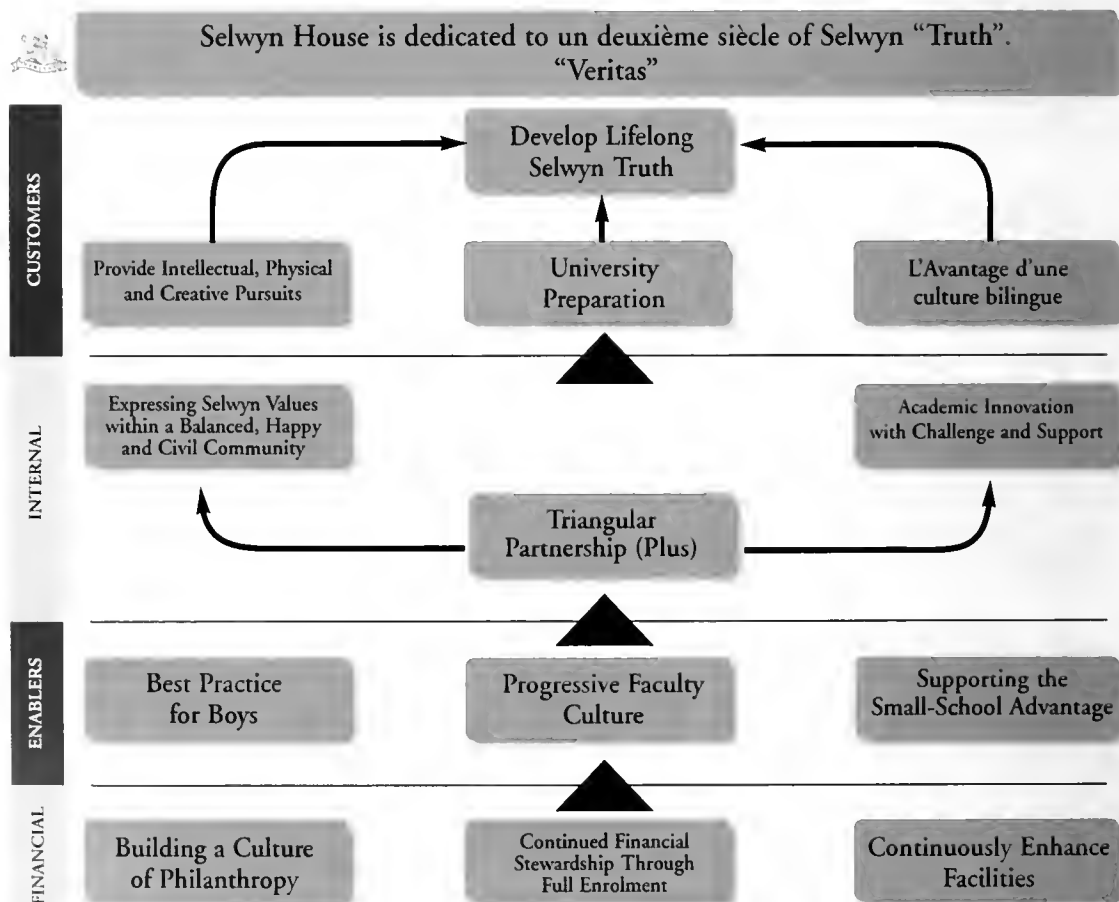 Selwyn House is dedicated to un deuxième siècle of Selwyn “Truth”.
“Veritas”
CUSTOMERS
Develop Lifelong
Selwyn Truth
Provide Intellectual, Physical
and Creative Pursuits
University
Preparation
L'Avantage d'une
culture bilingue
INTERNAL
Expressing Selwyn Values
within a Balanced, Happy
and Civil Community
Academic Innovation
with Challenge and Support
Triangular
Partnership (Plus)
ENABLERS
Best Practice
for Boys
Progressive Faculty
Culture
Supporting the
Small-School Advantage
FINANCIAL
Building a Culture
of Philanthropy
Continued Financial
Stewardship Through
Full Enrolment
Continuously Enhance
Facilities